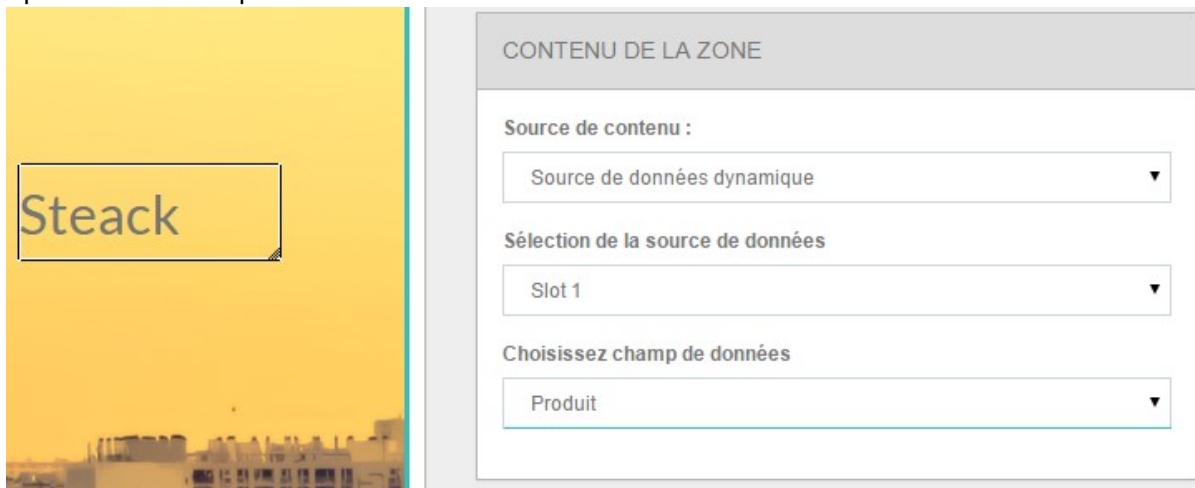 Steack
CONTENU DE LA ZONE
Source de contenu :
Source de données dynamique
Sélection de la source de données
Slot 1
Choisissez champ de données
Produit